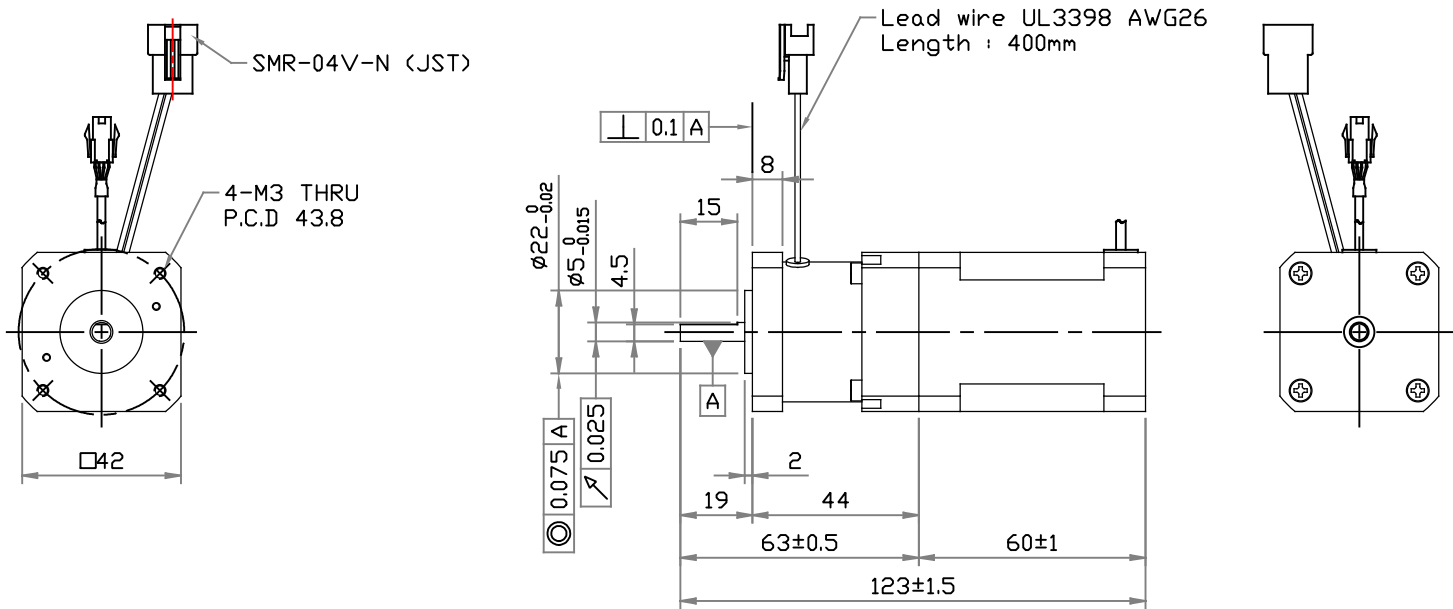 SMR-04V-N (JST)
4-M3 THRU
P.C.D 43.8
□42
Lead wire UL3398 AWG26
Length : 400mm
⊥ 0.1 A
8
15
ø22 0 -0.02
ø5 0 -0.015
4.5
A
◎ 0.075 A
↗ 0.025
2
19
44
63±0.5
60±1
123±1.5